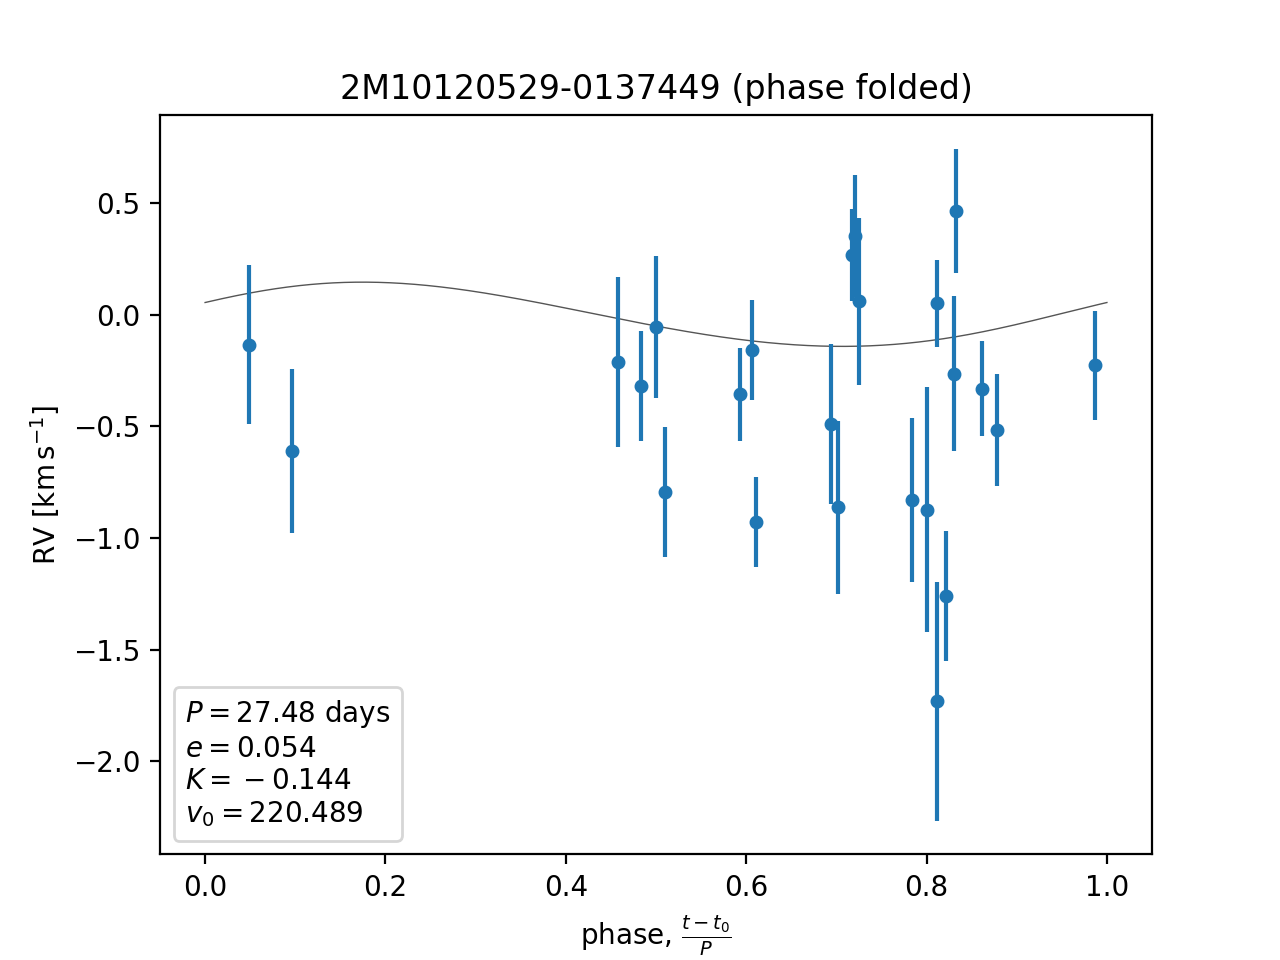 2M10120529-0137449 (phase folded)
RV [km s⁻¹]
0.5
0.0
−0.5
−1.0
−1.5
−2.0
P = 27.48 days
e = 0.054
K = −0.144
v₀ = 220.489
0.0 0.2 0.4 0.6 0.8 1.0
phase, (t − t₀)/P